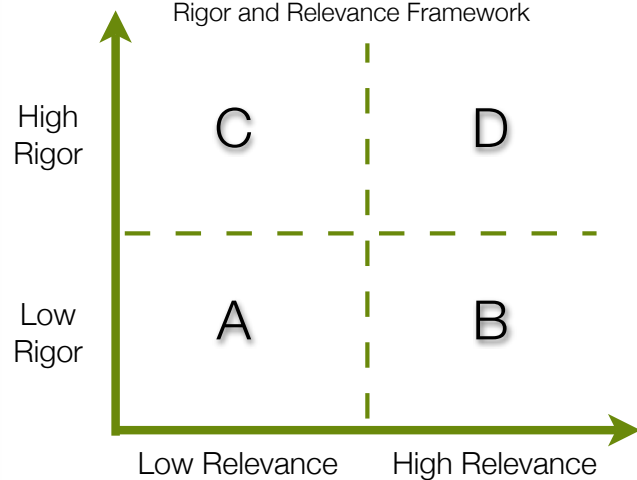 Rigor and Relevance Framework
High
Rigor
C
D
Low
Rigor
A
B
Low Relevance
High Relevance